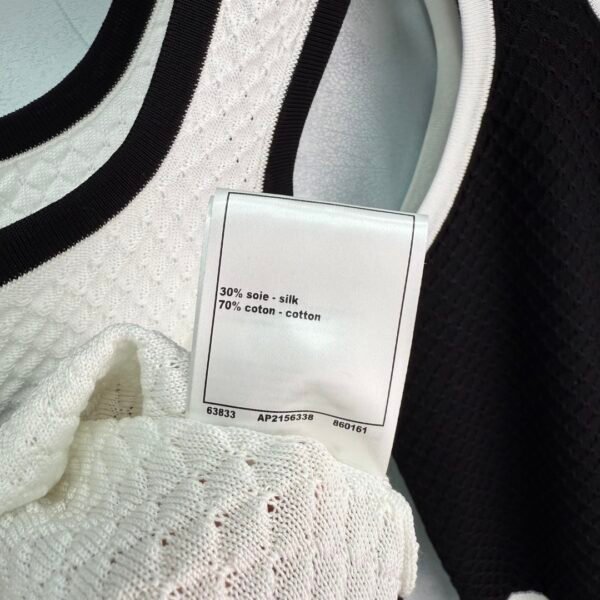 30% soie - silk
70% coton - cotton
63833 AP2156338 860161